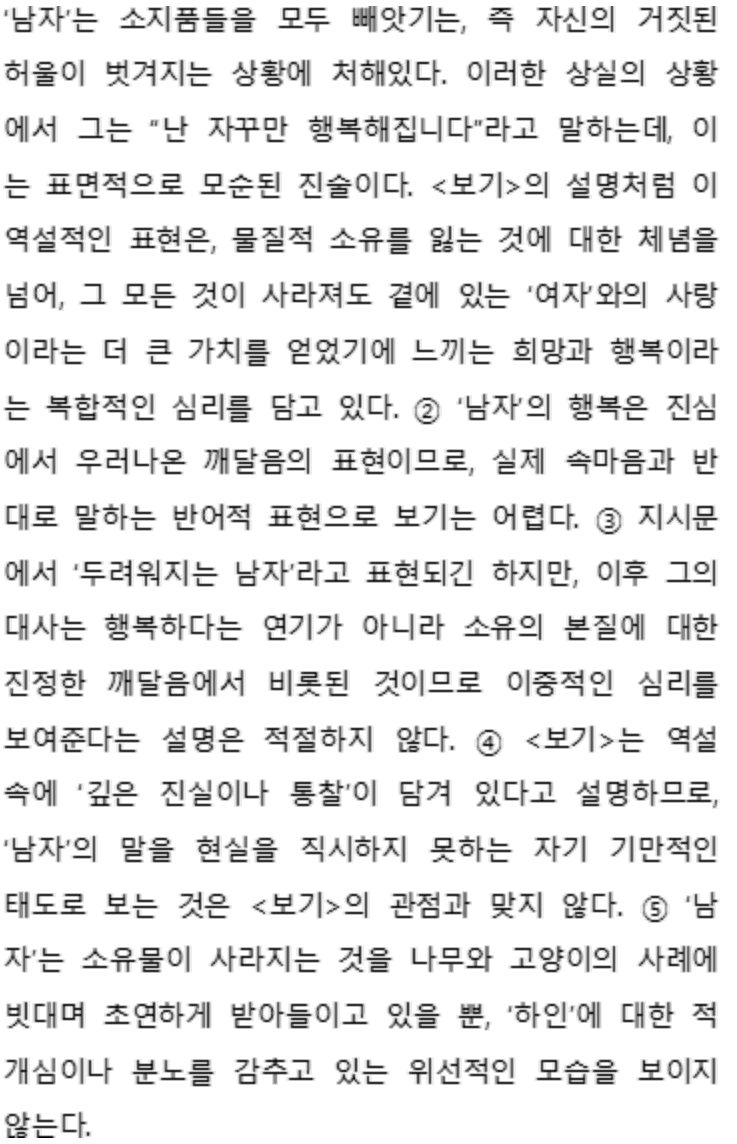 ‘남자’는 소지품들을 모두 빼앗기는, 즉 자신의 거짓된
허울이 벗겨지는 상황에 처해있다. 이러한 상실의 상황
에서 그는 “난 자꾸만 행복해집니다”라고 말하는데, 이
는 표면적으로 모순된 진술이다. <보기>의 설명처럼 이
역설적인 표현은, 물질적 소유를 잃는 것에 대한 체념을
넘어, 그 모든 것이 사라져도 곁에 있는 ‘여자’와의 사랑
이라는 더 큰 가치를 얻었기에 느끼는 희망과 행복이라
는 복합적인 심리를 담고 있다. ② ‘남자’의 행복은 진심
에서 우러나온 깨달음의 표현이므로, 실제 속마음과 반
대로 말하는 반어적 표현으로 보기는 어렵다. ③ 지시문
에서 ‘두려워지는 남자’라고 표현되긴 하지만, 이후 그의
대사는 행복하다는 연기가 아니라 소유의 본질에 대한
진정한 깨달음에서 비롯된 것이므로 이중적인 심리를
보여준다는 설명은 적절하지 않다. ④ <보기>는 역설
속에 ‘깊은 진실이나 통찰’이 담겨 있다고 설명하므로,
‘남자’의 말을 현실을 직시하지 못하는 자기 기만적인
태도로 보는 것은 <보기>의 관점과 맞지 않다. ⑤ ‘남
자’는 소유물이 사라지는 것을 나무와 고양이의 사례에
빗대며 초연하게 받아들이고 있을 뿐, ‘하인’에 대한 적
개심이나 분노를 감추고 있는 위선적인 모습을 보이지
않는다.